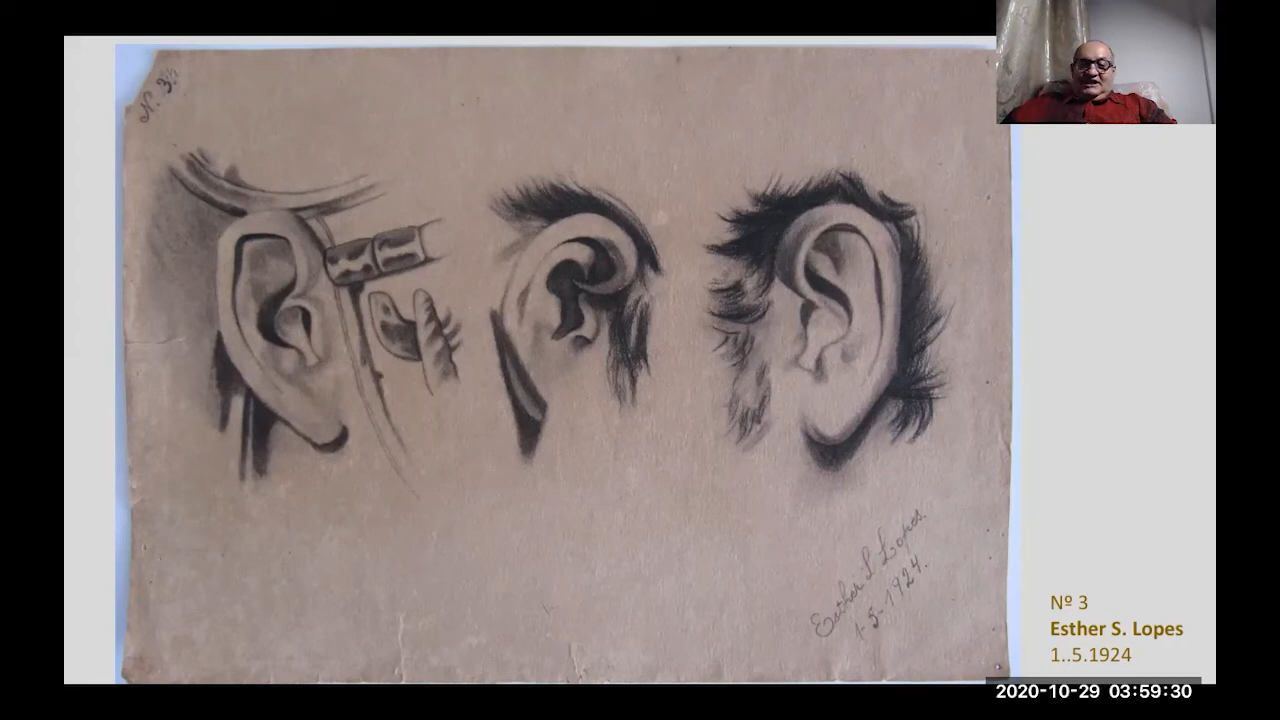 N. 3.
Esther L Lopes.
1-5-1924.
Nº 3
Esther S. Lopes
1..5.1924
2020-10-29 03:59:30